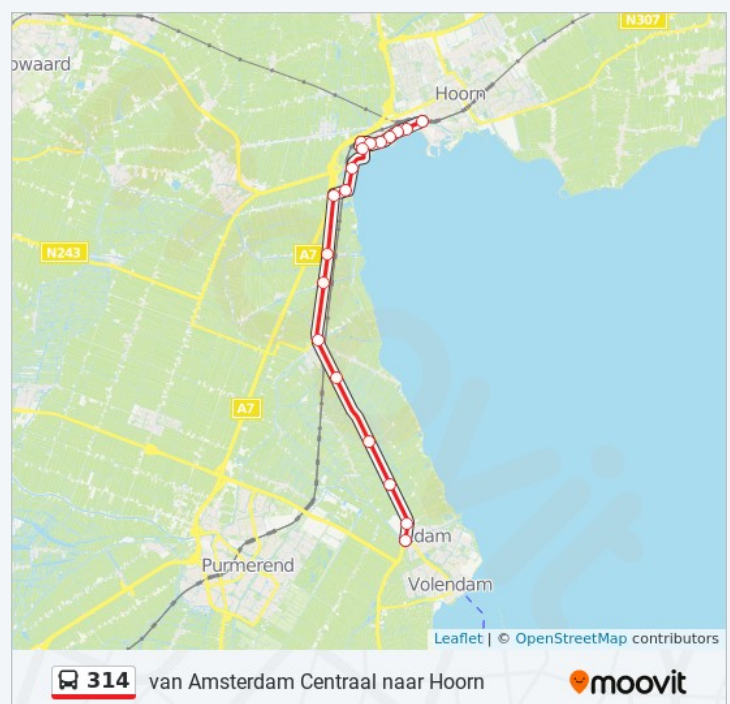 N307
owaard
Hoorn
N243
A7
A7
dam
Purmerend
Volendam
Leaflet | © OpenStreetMap contributors
314 van Amsterdam Centraal naar Hoorn
moovit